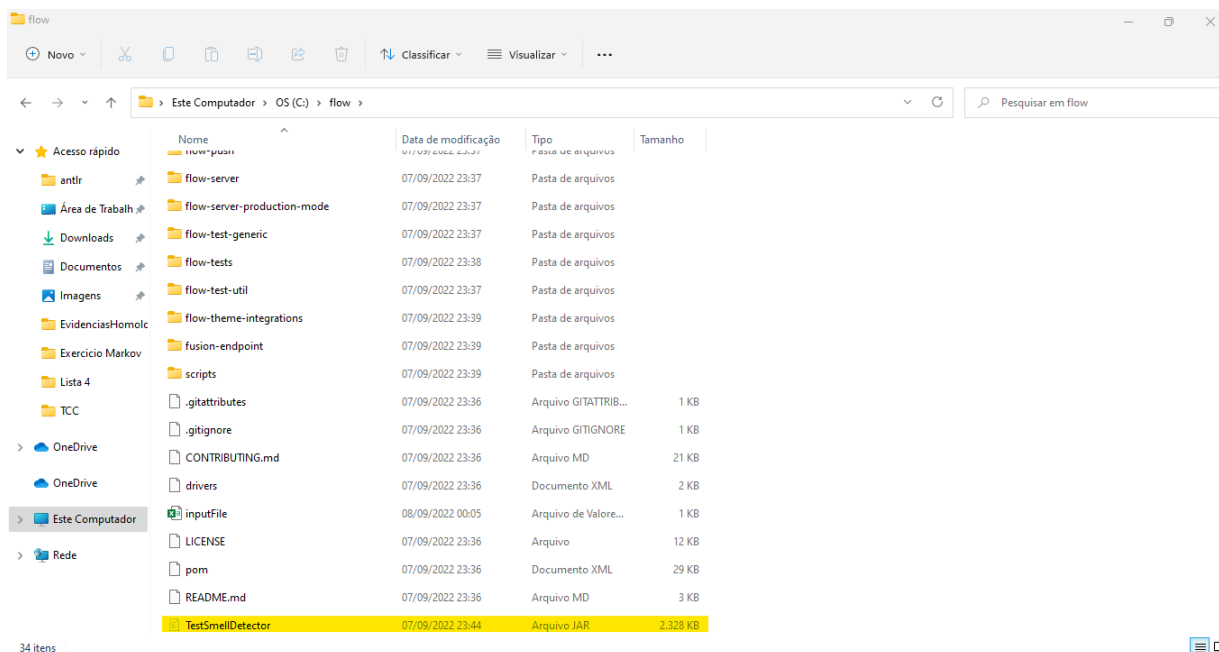 flow
Novo Classificar Visualizar
Este Computador > OS (C:) > flow > Pesquisar em flow
Nome Data de modificação Tipo Tamanho
Acesso rápido
antlr
Área de Trabalh
Downloads
Documentos
Imagens
EvidenciasHomolc
Exercicio Markov
Lista 4
TCC
OneDrive
OneDrive
Este Computador
Rede
flow-push 07/09/2022 23:37 Pasta de arquivos
flow-server 07/09/2022 23:37 Pasta de arquivos
flow-server-production-mode 07/09/2022 23:37 Pasta de arquivos
flow-test-generic 07/09/2022 23:37 Pasta de arquivos
flow-tests 07/09/2022 23:38 Pasta de arquivos
flow-test-util 07/09/2022 23:37 Pasta de arquivos
flow-theme-integrations 07/09/2022 23:39 Pasta de arquivos
fusion-endpoint 07/09/2022 23:39 Pasta de arquivos
scripts 07/09/2022 23:39 Pasta de arquivos
.gitattributes 07/09/2022 23:36 Arquivo GITATTRIB... 1 KB
.gitignore 07/09/2022 23:36 Arquivo GITIGNORE 1 KB
CONTRIBUTING.md 07/09/2022 23:36 Arquivo MD 21 KB
drivers 07/09/2022 23:36 Documento XML 2 KB
inputFile 08/09/2022 00:05 Arquivo de Valore... 1 KB
LICENSE 07/09/2022 23:36 Arquivo 12 KB
pom 07/09/2022 23:36 Documento XML 29 KB
README.md 07/09/2022 23:36 Arquivo MD 3 KB
TestSmellDetector 07/09/2022 23:44 Arquivo JAR 2.328 KB
34 itens